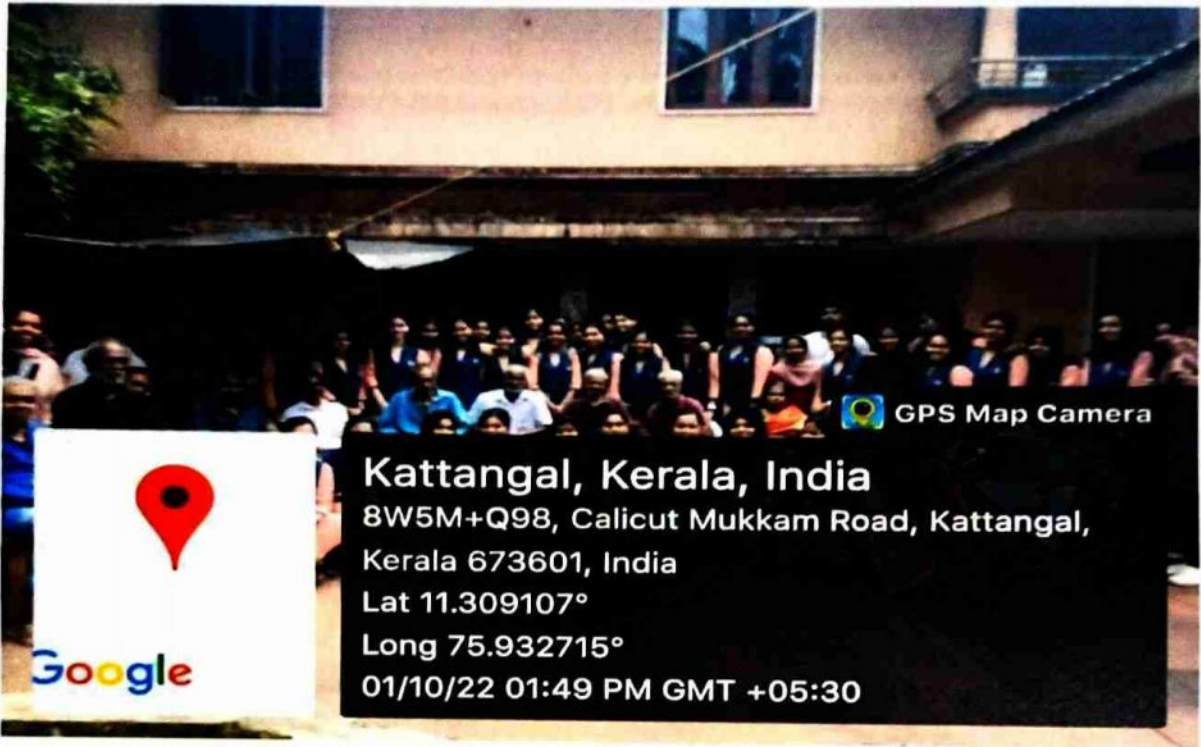 GPS Map Camera
Kattangal, Kerala, India
8W5M+Q98, Calicut Mukkam Road, Kattangal,
Kerala 673601, India
Lat 11.309107°
Long 75.932715°
01/10/22 01:49 PM GMT +05:30
Google